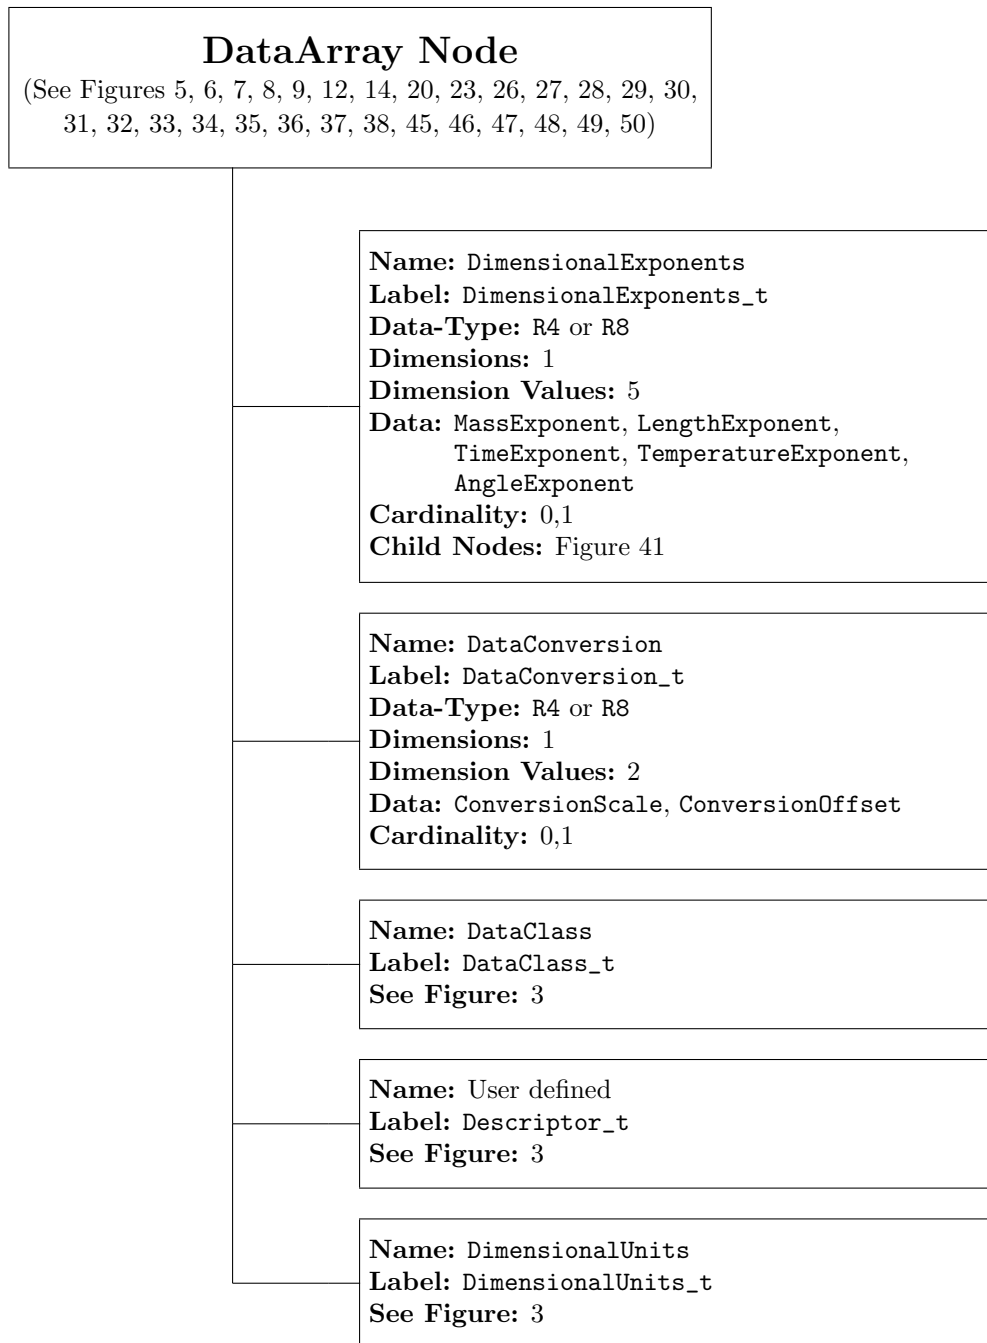 DataArray Node
(See Figures 5, 6, 7, 8, 9, 12, 14, 20, 23, 26, 27, 28, 29, 30,
31, 32, 33, 34, 35, 36, 37, 38, 45, 46, 47, 48, 49, 50)
Name: DimensionalExponents
Label: DimensionalExponents_t
Data-Type: R4 or R8
Dimensions: 1
Dimension Values: 5
Data: MassExponent, LengthExponent,
TimeExponent, TemperatureExponent,
AngleExponent
Cardinality: 0,1
Child Nodes: Figure 41
Name: DataConversion
Label: DataConversion_t
Data-Type: R4 or R8
Dimensions: 1
Dimension Values: 2
Data: ConversionScale, ConversionOffset
Cardinality: 0,1
Name: DataClass
Label: DataClass_t
See Figure: 3
Name: User defined
Label: Descriptor_t
See Figure: 3
Name: DimensionalUnits
Label: DimensionalUnits_t
See Figure: 3